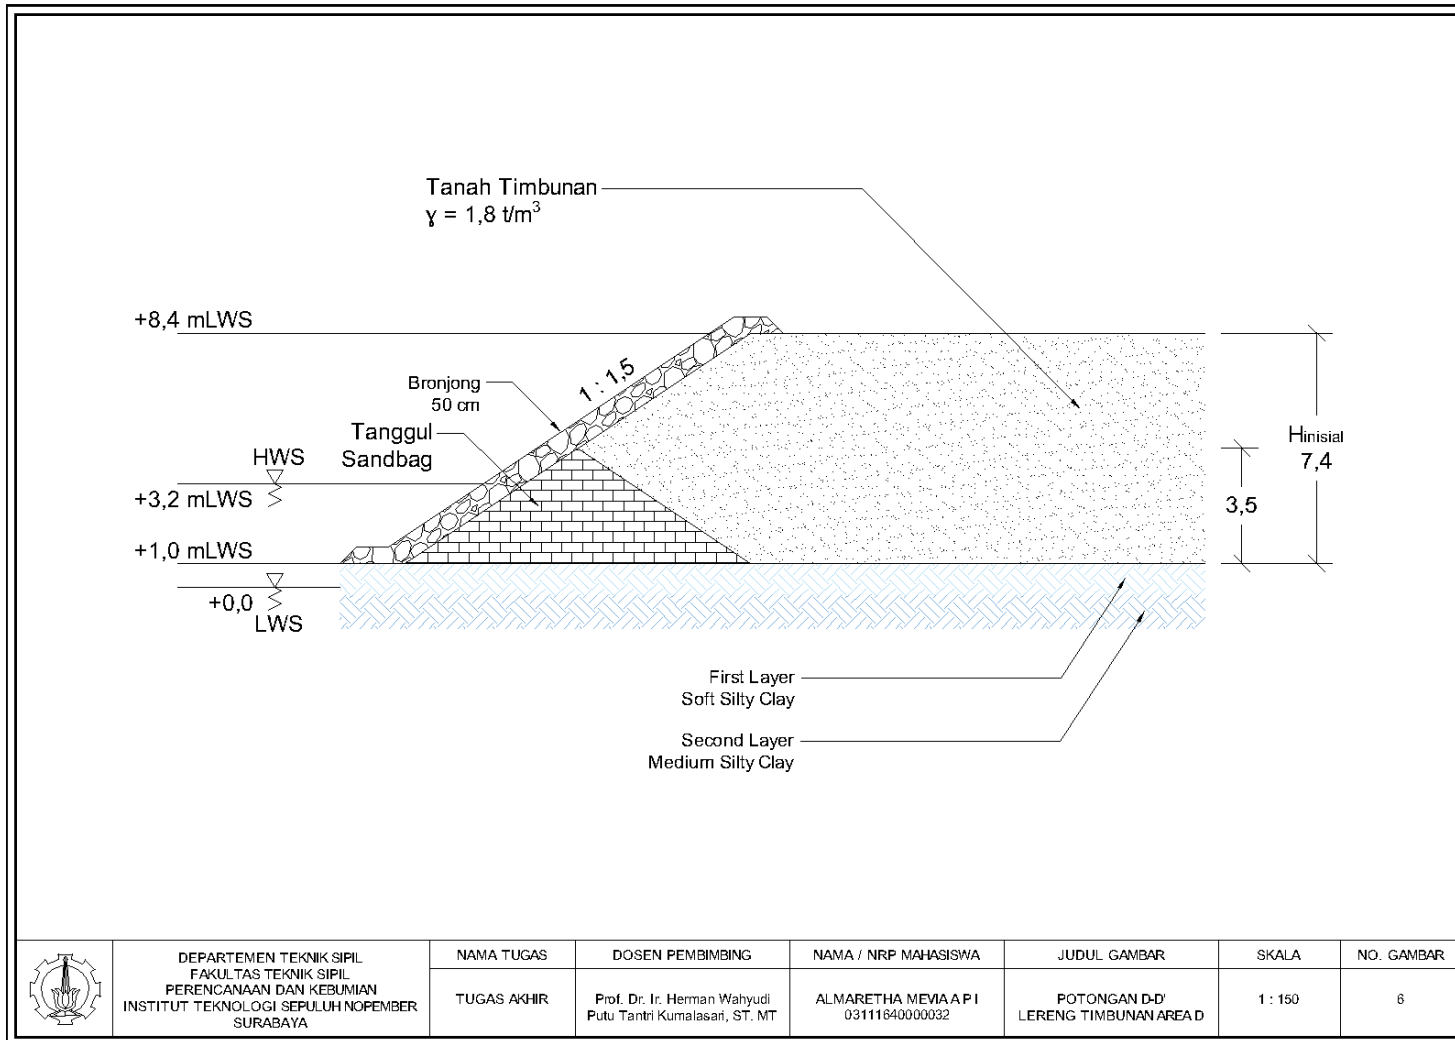 Tanah Timbunan
ɣ = 1,8 t/m³
+8,4 mLWS
1 : 1,5
Bronjong
50 cm
Tanggul
Sandbag
HWS
+3,2 mLWS
+1,0 mLWS
+0,0
LWS
Hinisial
7,4
3,5
First Layer
Soft Silty Clay
Second Layer
Medium Silty Clay
DEPARTEMEN TEKNIK SIPIL
FAKULTAS TEKNIK SIPIL
PERENCANAAN DAN KEBUMIAN
INSTITUT TEKNOLOGI SEPULUH NOPEMBER
SURABAYA
NAMA TUGAS
TUGAS AKHIR
DOSEN PEMBIMBING
Prof. Dr. Ir. Herman Wahyudi
Putu Tantri Kumalasari, ST. MT
NAMA / NRP MAHASISWA
ALMARETHA MEVIA A P I
03111640000032
JUDUL GAMBAR
POTONGAN D-D'
LERENG TIMBUNAN AREA D
SKALA
1 : 150
NO. GAMBAR
6